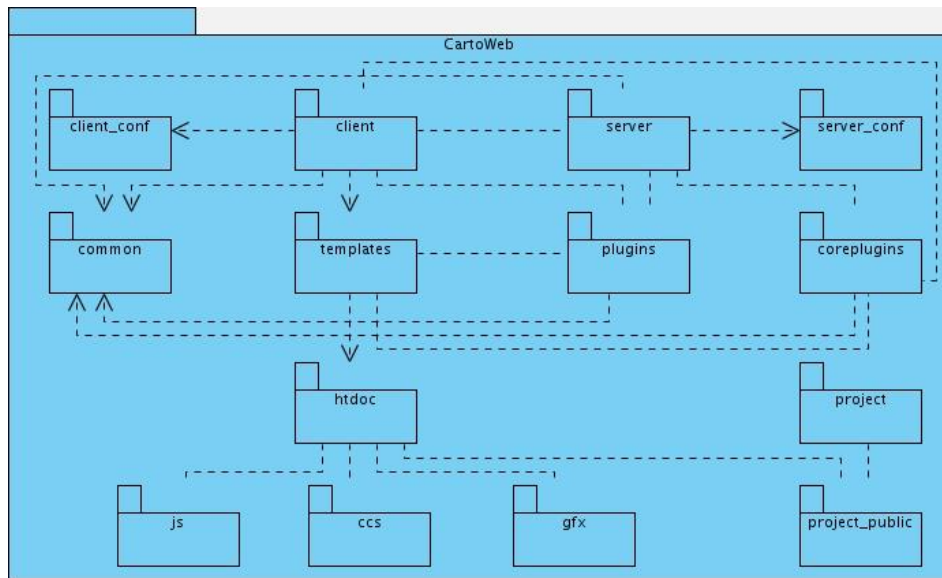 CartoWeb
client_conf
client
server
server_conf
common
templates
plugins
coreplugins
htdoc
project
js
ccs
gfx
project_public